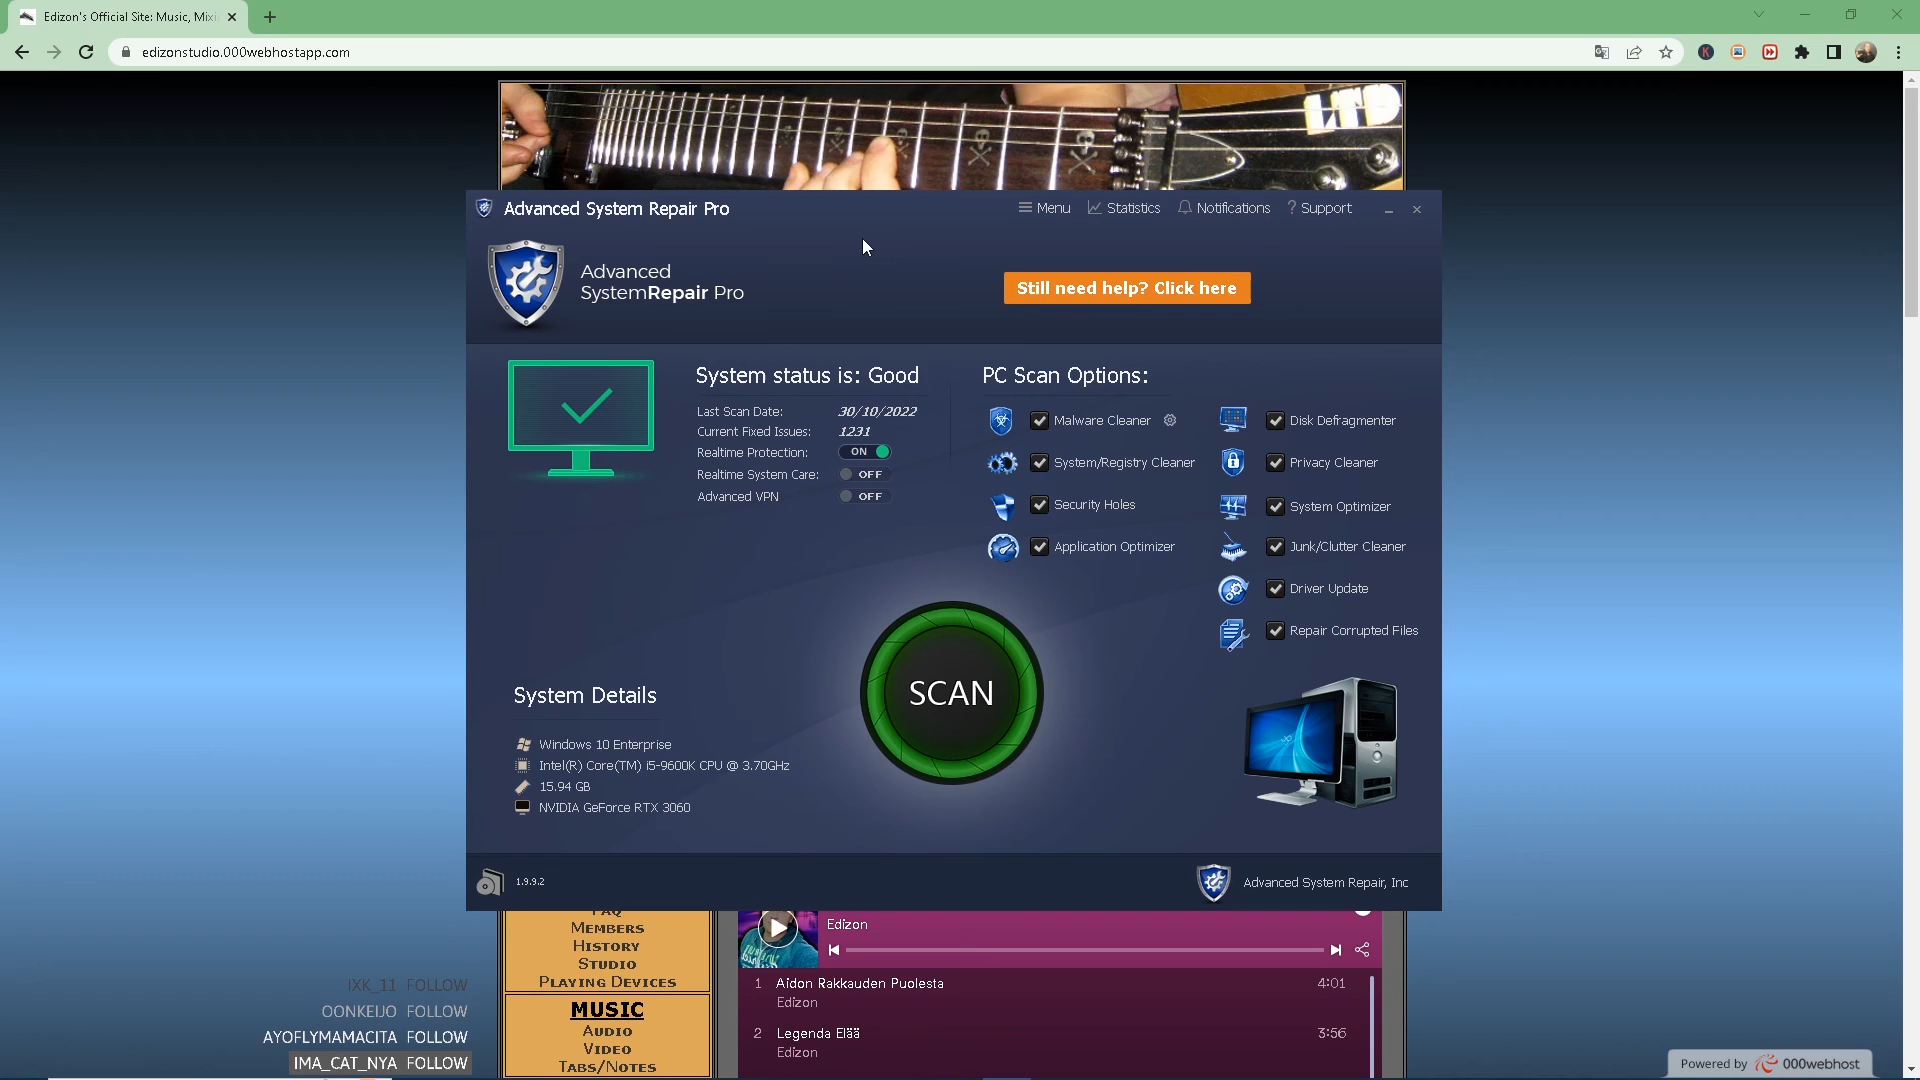 Edizon's Official Site: Music, Mixi
edizonstudio.000webhostapp.com
LTD
Advanced System Repair Pro
Menu
Statistics
Notifications
? Support
Advanced
SystemRepair Pro
Still need help? Click here
System status is: Good
Last Scan Date: 30/10/2022
Current Fixed Issues: 1231
Realtime Protection: ON
Realtime System Care: OFF
Advanced VPN OFF
PC Scan Options:
Malware Cleaner
System/Registry Cleaner
Security Holes
Application Optimizer
Disk Defragmenter
Privacy Cleaner
System Optimizer
Junk/Clutter Cleaner
Driver Update
Repair Corrupted Files
SCAN
System Details
Windows 10 Enterprise
Intel(R) Core(TM) i5-9600K CPU @ 3.70GHz
15.94 GB
NVIDIA GeForce RTX 3060
1.9.9.2
Advanced System Repair, Inc
FAQ
Members
History
Studio
Playing Devices
MUSIC
Audio
Video
Tabs/Notes
Edizon
1 Aidon Rakkauden Puolesta 4:01
Edizon
2 Legenda Elää 3:56
Edizon
IXK_11 FOLLOW
OONKEIJO FOLLOW
AYOFLYMAMACITA FOLLOW
IMA_CAT_NYA FOLLOW
Powered by 000webhost